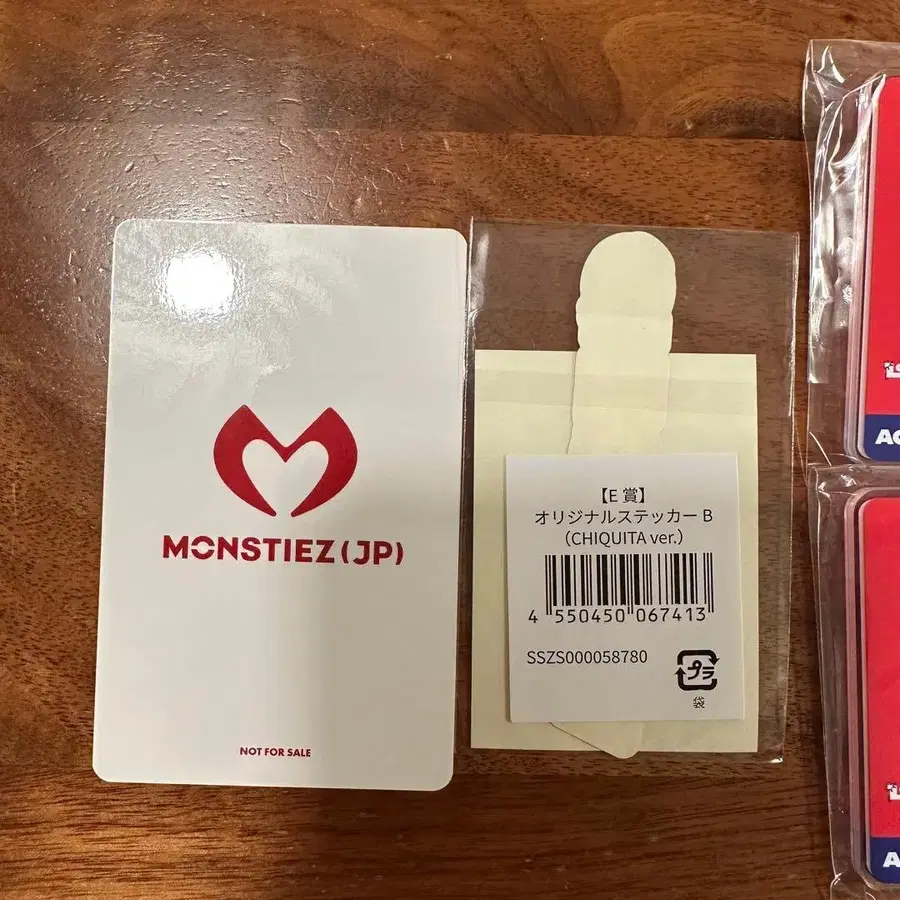 MONSTIEZ(JP)
NOT FOR SALE
【E 賞】
オリジナルステッカー B
（CHIQUITA ver.）
4 550450 067413
SSZS000058780
プラ
袋